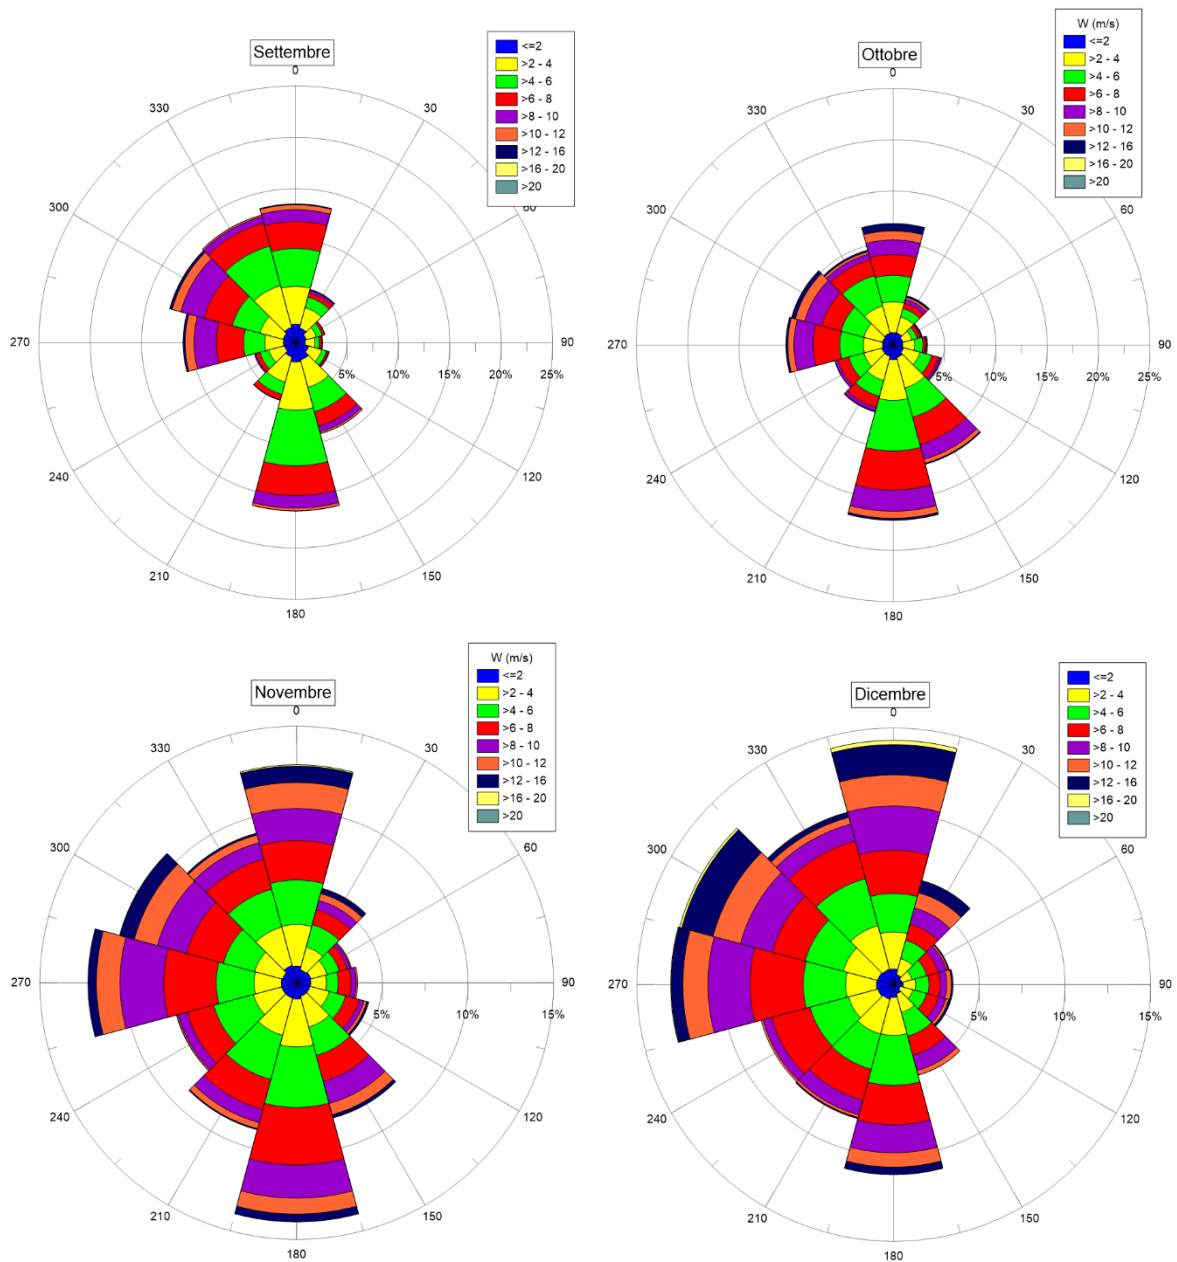 Settembre
0
30
60
90
120
150
180
210
240
270
300
330
5%
10%
15%
20%
25%
<=2
>2 - 4
>4 - 6
>6 - 8
>8 - 10
>10 - 12
>12 - 16
>16 - 20
>20
Ottobre
0
30
60
90
120
150
180
210
240
270
300
330
5%
10%
15%
20%
25%
W (m/s)
<=2
>2 - 4
>4 - 6
>6 - 8
>8 - 10
>10 - 12
>12 - 16
>16 - 20
>20
Novembre
0
30
60
90
120
150
180
210
240
270
300
330
5%
10%
15%
W (m/s)
<=2
>2 - 4
>4 - 6
>6 - 8
>8 - 10
>10 - 12
>12 - 16
>16 - 20
>20
Dicembre
0
30
60
90
120
150
180
210
240
270
300
330
5%
10%
15%
<=2
>2 - 4
>4 - 6
>6 - 8
>8 - 10
>10 - 12
>12 - 16
>16 - 20
>20